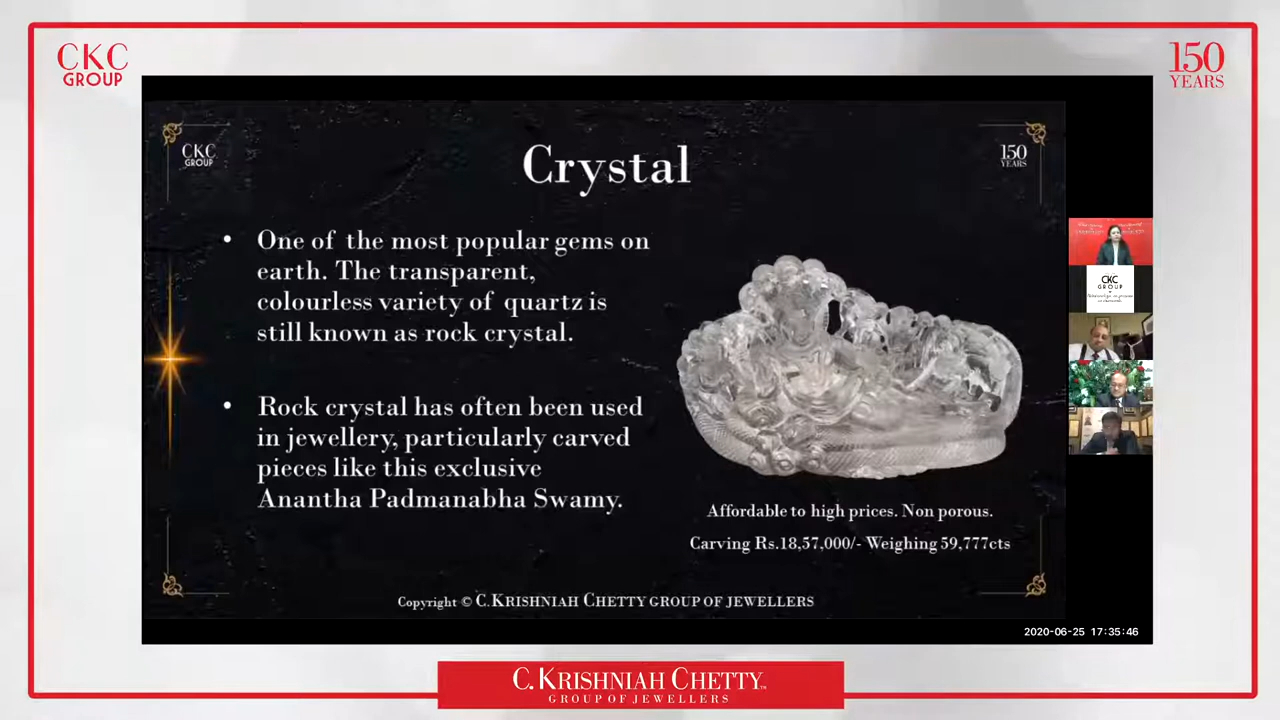 CKC
GROUP
150
YEARS
CKC
GROUP
150
YEARS
Crystal
• One of the most popular gems on
earth. The transparent,
colourless variety of quartz is
still known as rock crystal.
• Rock crystal has often been used
in jewellery, particularly carved
pieces like this exclusive
Anantha Padmanabha Swamy.
Affordable to high prices. Non porous.
Carving Rs.18,57,000/- Weighing 59,777cts
Copyright © C.KRISHNIAH CHETTY GROUP OF JEWELLERS
CKC
GROUP
2020-06-25 17:35:46
C.KRISHNIAH CHETTY™
GROUP OF JEWELLERS